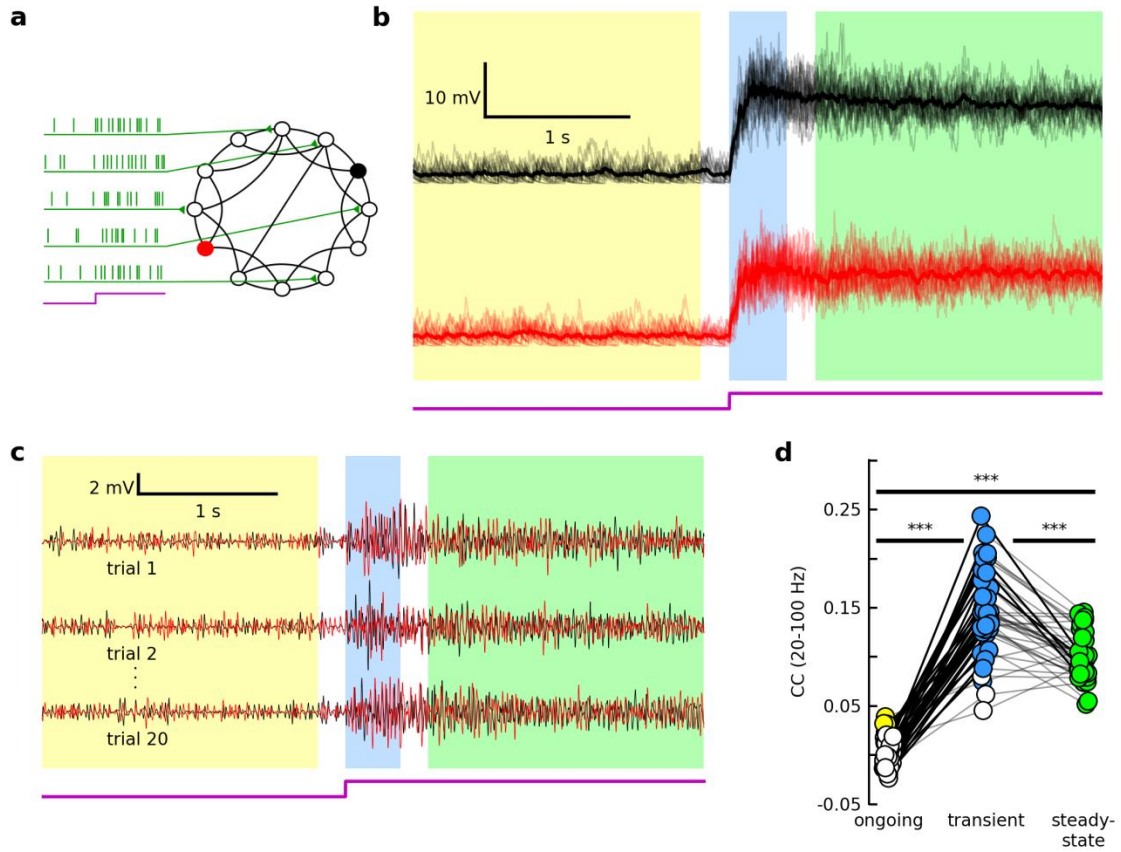 a
b
10 mV
1 s
c
2 mV
1 s
trial 1
trial 2
⋮
trial 20
d
***
***
***
CC (20-100 Hz)
0.25
0.15
0.05
-0.05
ongoing
transient
steady-
state